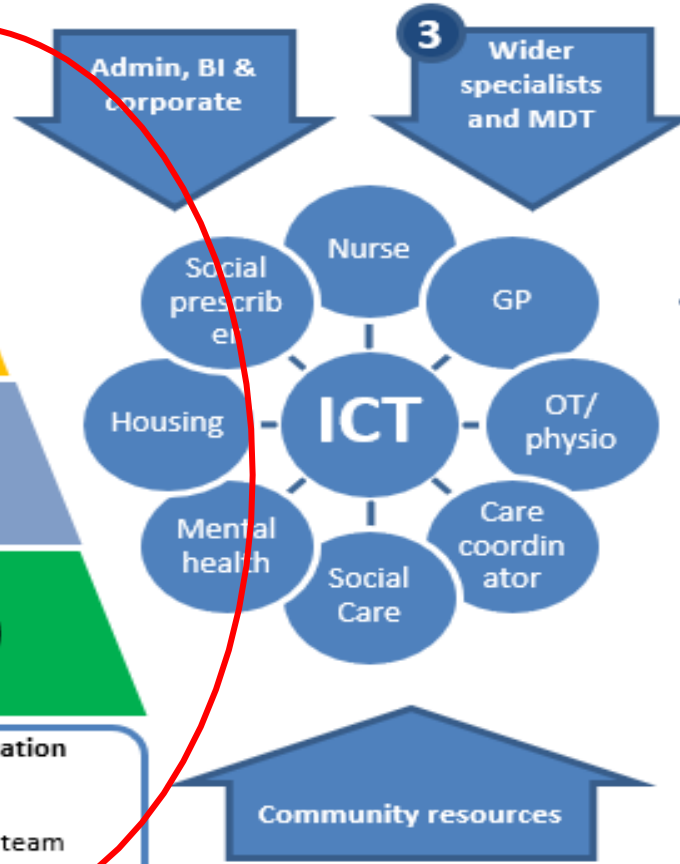 Admin, BI &
corporate
3
Wider
specialists
and MDT
Nurse
Social
prescrib
er
GP
Housing
ICT
OT/
physio
Mental
health
Care
coordin
ator
Social
Care
ation
Community resources
team